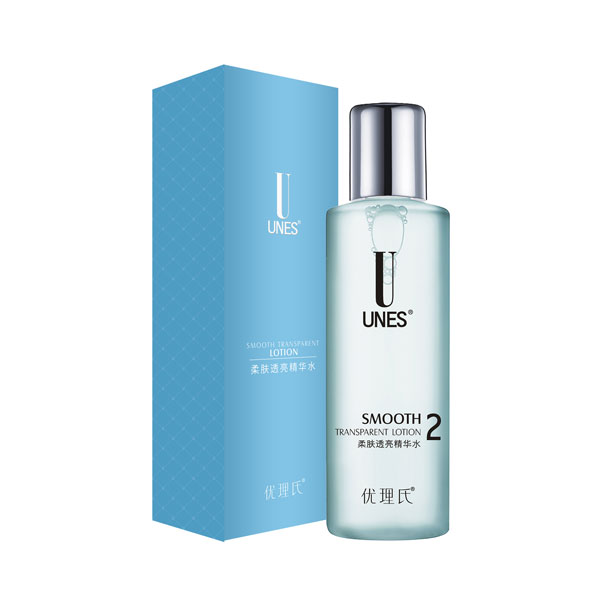 U
UNES®
SMOOTH TRANSPARENT
LOTION
柔肤透亮精华水
优理氏®
U
UNES®
SMOOTH
TRANSPARENT LOTION 2
柔肤透亮精华水
优理氏®